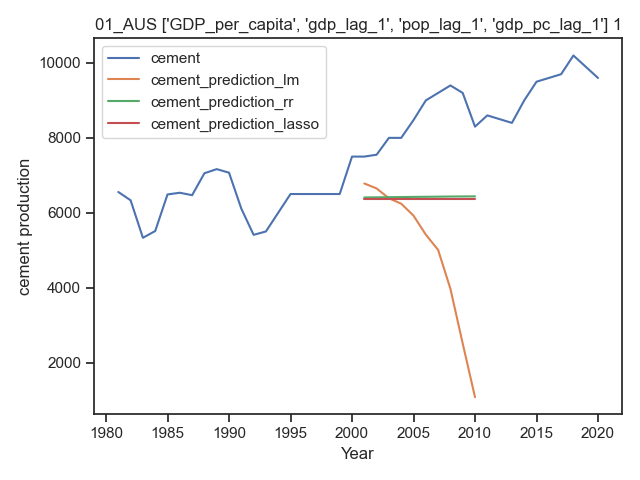 01_AUS ['GDP_per_capita', 'gdp_lag_1', 'pop_lag_1', 'gdp_pc_lag_1'] 1
cement
cement_prediction_lm
cement_prediction_rr
cement_prediction_lasso
cement production
10000
8000
6000
4000
2000
1980 1985 1990 1995 2000 2005 2010 2015 2020
Year